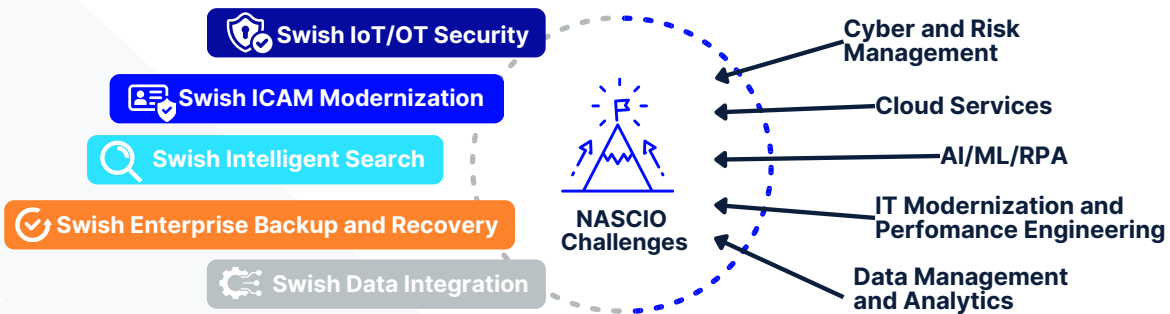 Swish IoT/OT Security
Swish ICAM Modernization
Swish Intelligent Search
Swish Enterprise Backup and Recovery
Swish Data Integration
NASCIO
Challenges
Cyber and Risk
Management
Cloud Services
AI/ML/RPA
IT Modernization and
Perfomance Engineering
Data Management
and Analytics